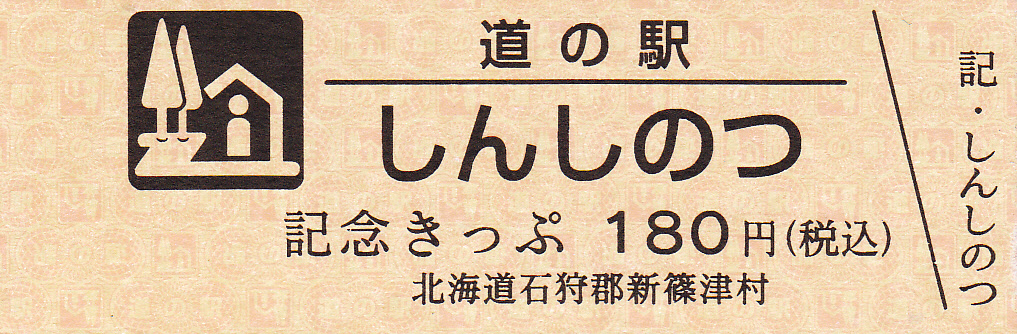 道の駅
しんしのつ
記念きっぷ 180円(税込)
北海道石狩郡新篠津村
記・しんしのつ